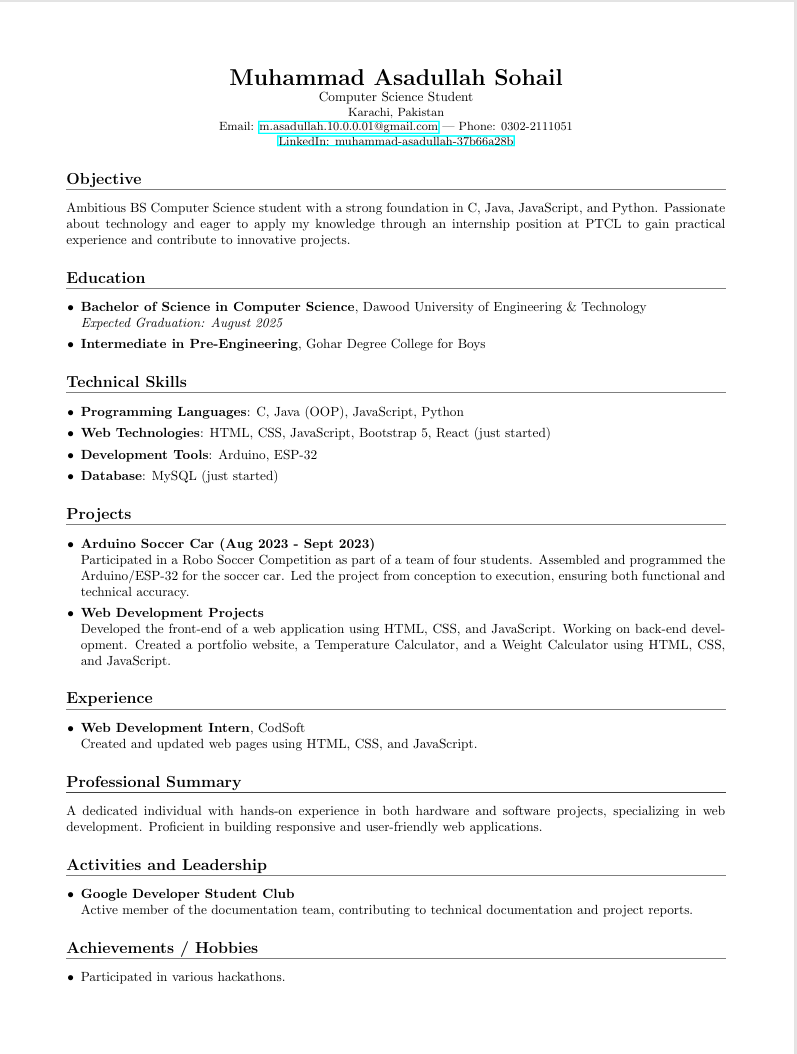 Muhammad Asadullah Sohail
Computer Science Student
Karachi, Pakistan
Email: m.asadullah.10.0.0.01@gmail.com — Phone: 0302-2111051
LinkedIn: muhammad-asadullah-37b66a28b
Objective
Ambitious BS Computer Science student with a strong foundation in C, Java, JavaScript, and Python. Passionate
about technology and eager to apply my knowledge through an internship position at PTCL to gain practical
experience and contribute to innovative projects.
Education
• Bachelor of Science in Computer Science, Dawood University of Engineering & Technology
Expected Graduation: August 2025
• Intermediate in Pre-Engineering, Gohar Degree College for Boys
Technical Skills
• Programming Languages: C, Java (OOP), JavaScript, Python
• Web Technologies: HTML, CSS, JavaScript, Bootstrap 5, React (just started)
• Development Tools: Arduino, ESP-32
• Database: MySQL (just started)
Projects
• Arduino Soccer Car (Aug 2023 - Sept 2023)
Participated in a Robo Soccer Competition as part of a team of four students. Assembled and programmed the
Arduino/ESP-32 for the soccer car. Led the project from conception to execution, ensuring both functional and
technical accuracy.
• Web Development Projects
Developed the front-end of a web application using HTML, CSS, and JavaScript. Working on back-end devel-
opment. Created a portfolio website, a Temperature Calculator, and a Weight Calculator using HTML, CSS,
and JavaScript.
Experience
• Web Development Intern, CodSoft
Created and updated web pages using HTML, CSS, and JavaScript.
Professional Summary
A dedicated individual with hands-on experience in both hardware and software projects, specializing in web
development. Proficient in building responsive and user-friendly web applications.
Activities and Leadership
• Google Developer Student Club
Active member of the documentation team, contributing to technical documentation and project reports.
Achievements / Hobbies
• Participated in various hackathons.